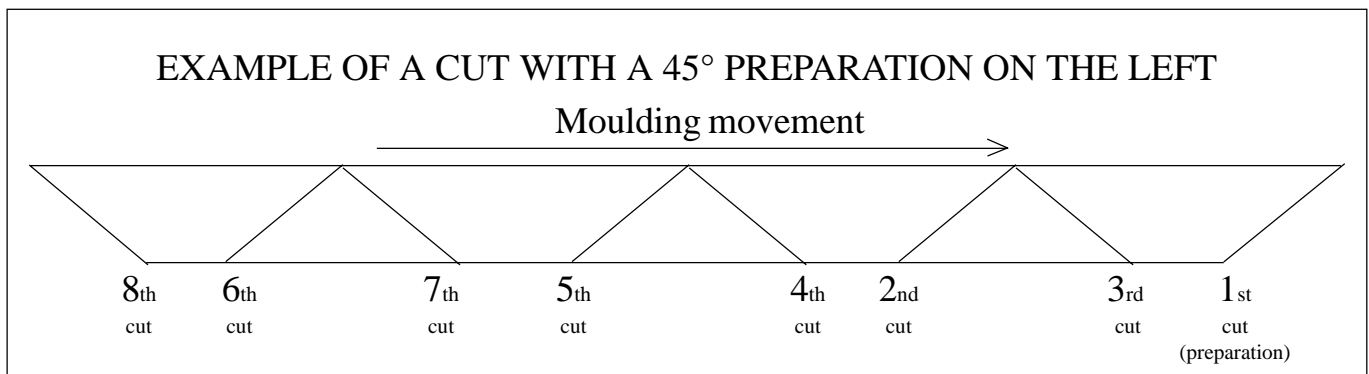 EXAMPLE OF A CUT WITH A 45° PREPARATION ON THE LEFT
Moulding movement
8th 6th 7th 5th 4th 2nd 3rd 1st
cut cut cut cut cut cut cut cut
(preparation)